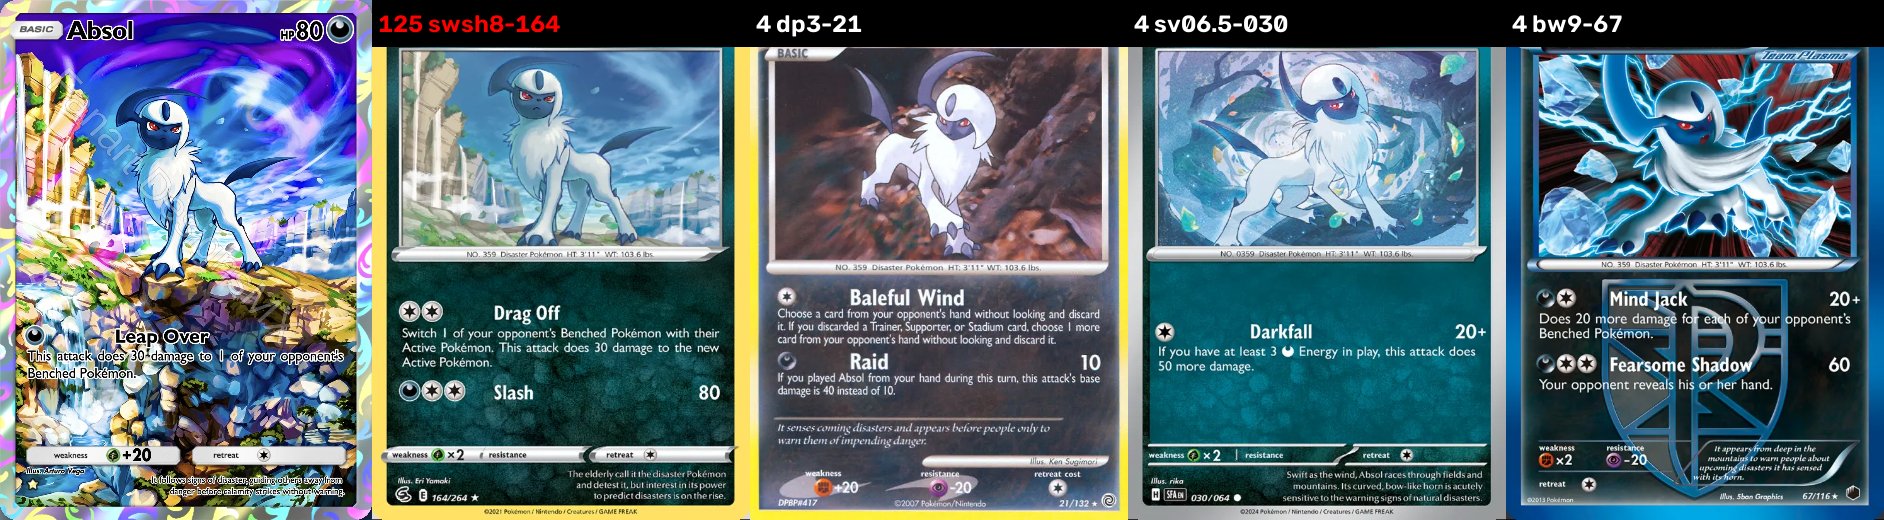 BASIC Absol HP 80
Leap Over
This attack does 30 damage to 1 of your opponent's
Benched Pokémon.
weakness +20 retreat
Illus. Arturo Vega
It follows signs of disaster, guiding others away from
danger before calamity strikes without warning.
125 swsh8-164
NO. 359 Disaster Pokémon HT: 3'11" WT: 103.6 lbs.
Drag Off
Switch 1 of your opponent's Benched Pokémon with their
Active Pokémon. This attack does 30 damage to the new
Active Pokémon.
Slash 80
weakness ×2 resistance retreat
Illus. Eri Yamaki
The elderly call it the disaster Pokémon
and detest it, but interest in its power
to predict disasters is on the rise.
E 164/264 ★
©2021 Pokémon / Nintendo / Creatures / GAME FREAK
4 dp3-21
BASIC
NO. 359 Disaster Pokémon HT: 3'11" WT: 103.6 lbs.
Baleful Wind
Choose a card from your opponent's hand without looking and discard
it. If you discarded a Trainer, Supporter, or Stadium card, choose 1 more
card from your opponent's hand without looking and discard it.
Raid 10
If you played Absol from your hand during this turn, this attack's base
damage is 40 instead of 10.
It senses coming disasters and appears before people only to
warn them of impending danger.
Illus. Ken Sugimori
weakness resistance retreat cost
+20 -20
DPBP#417 ©2007 Pokémon/Nintendo 21/132 ★
4 sv06.5-030
NO. 0359 Disaster Pokémon HT: 3'11" WT: 103.6 lbs.
Darkfall 20+
If you have at least 3 Energy in play, this attack does
50 more damage.
weakness ×2 resistance retreat
Illus. rika
Swift as the wind, Absol races through fields and
mountains. Its curved, bow-like horn is acutely
sensitive to the warning signs of natural disasters.
H SFA EN 030/064 ●
©2024 Pokémon / Nintendo / Creatures / GAME FREAK
4 bw9-67
Team Plasma
NO. 359 Disaster Pokémon HT: 3'11" WT: 103.6 lbs.
Mind Jack 20+
Does 20 more damage for each of your opponent's
Benched Pokémon.
Fearsome Shadow 60
Your opponent reveals his or her hand.
weakness resistance
×2 -20
retreat
It appears from deep in the
mountains to warn people about
upcoming disasters it has sensed
with its horn.
©2013 Pokémon
Illus. 5ban Graphics 67/116 ★